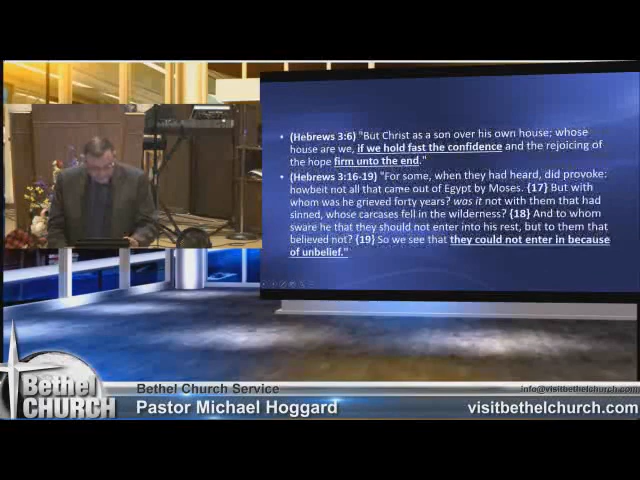 • (Hebrews 3:6) "But Christ as a son over his own house; whose
house are we, if we hold fast the confidence and the rejoicing of
the hope firm unto the end."
• (Hebrews 3:16-19) "For some, when they had heard, did provoke:
howbeit not all that came out of Egypt by Moses. {17} But with
whom was he grieved forty years? was it not with them that had
sinned, whose carcases fell in the wilderness? {18} And to whom
sware he that they should not enter into his rest, but to them that
believed not? {19} So we see that they could not enter in because
of unbelief."
Bethel
CHURCH
Bethel Church Service
info@visitbethelchurch.com
Pastor Michael Hoggard
visitbethelchurch.com